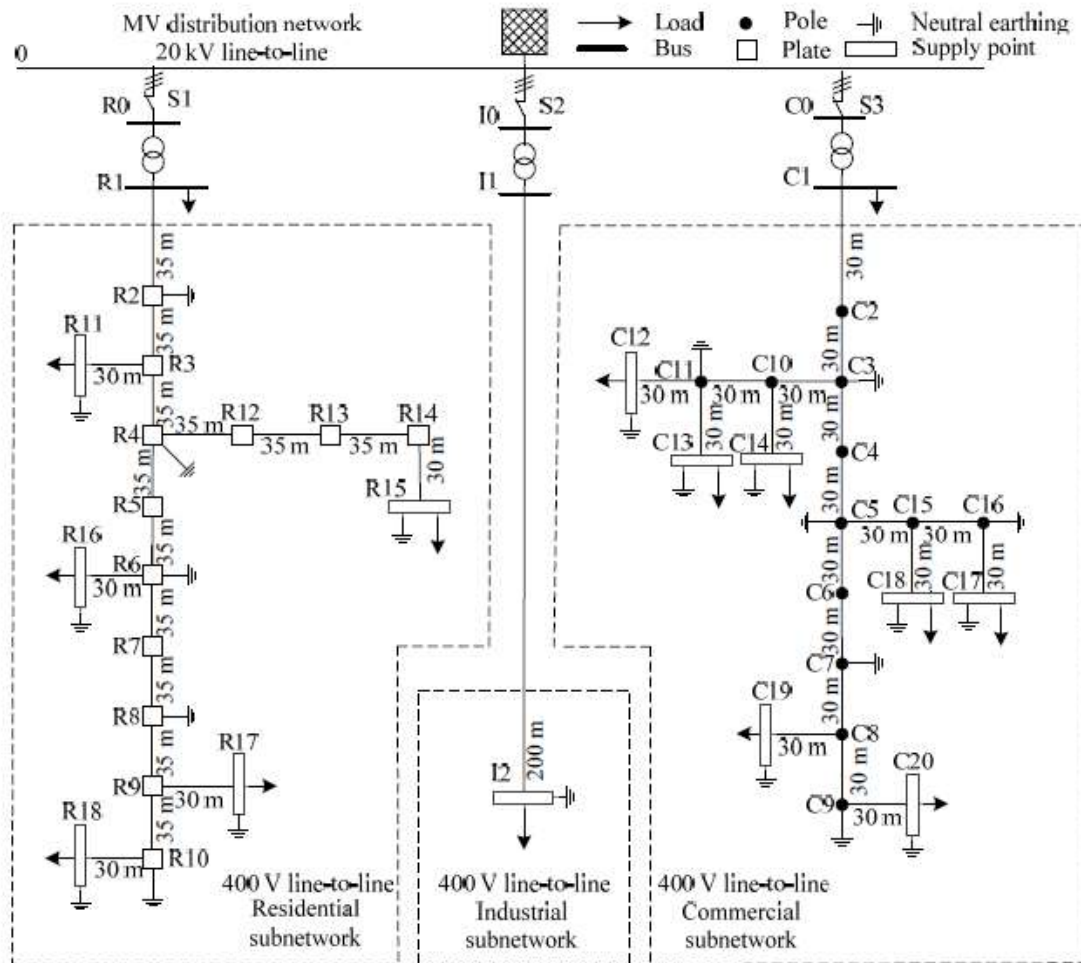 MV distribution network
20 kV line-to-line
0
Load
Bus
Pole
Plate
Neutral earthing
Supply point
R0
S1
I0
S2
C0
S3
R1
I1
C1
35 m
30 m
R2
C2
R11
35 m
30 m
C12
R3
30 m
C11
C10
C3
30 m
30 m
30 m
35 m
R4
35 m
R12
35 m
R13
35 m
R14
30 m
30 m
30 m
C13
C14
C4
35 m
30 m
R15
30 m
R5
C5
C15
C16
30 m
30 m
R16
35 m
30 m
30 m
30 m
R6
30 m
C18
C17
C6
35 m
30 m
R7
C7
35 m
C19
30 m
R8
C8
30 m
R17
35 m
200 m
I2
30 m
C20
R9
30 m
C9
30 m
R18
35 m
30 m
R10
400 V line-to-line
Residential
subnetwork
400 V line-to-line
Industrial
subnetwork
400 V line-to-line
Commercial
subnetwork